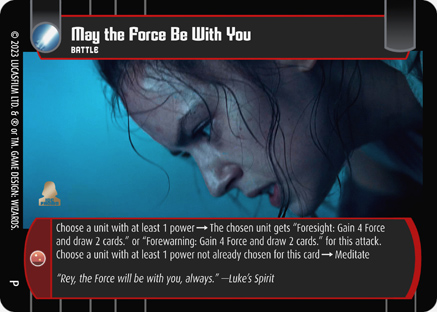 May the Force Be With You
BATTLE
© 2023 LUCASFILM LTD. & ® or TM. GAME DESIGN: WIZARDS.
P
Choose a unit with at least 1 power → The chosen unit gets "Foresight: Gain 4 Force
and draw 2 cards." or "Forewarning: Gain 4 Force and draw 2 cards." for this attack.
Choose a unit with at least 1 power not already chosen for this card → Meditate
"Rey, the Force will be with you, always." —Luke's Spirit